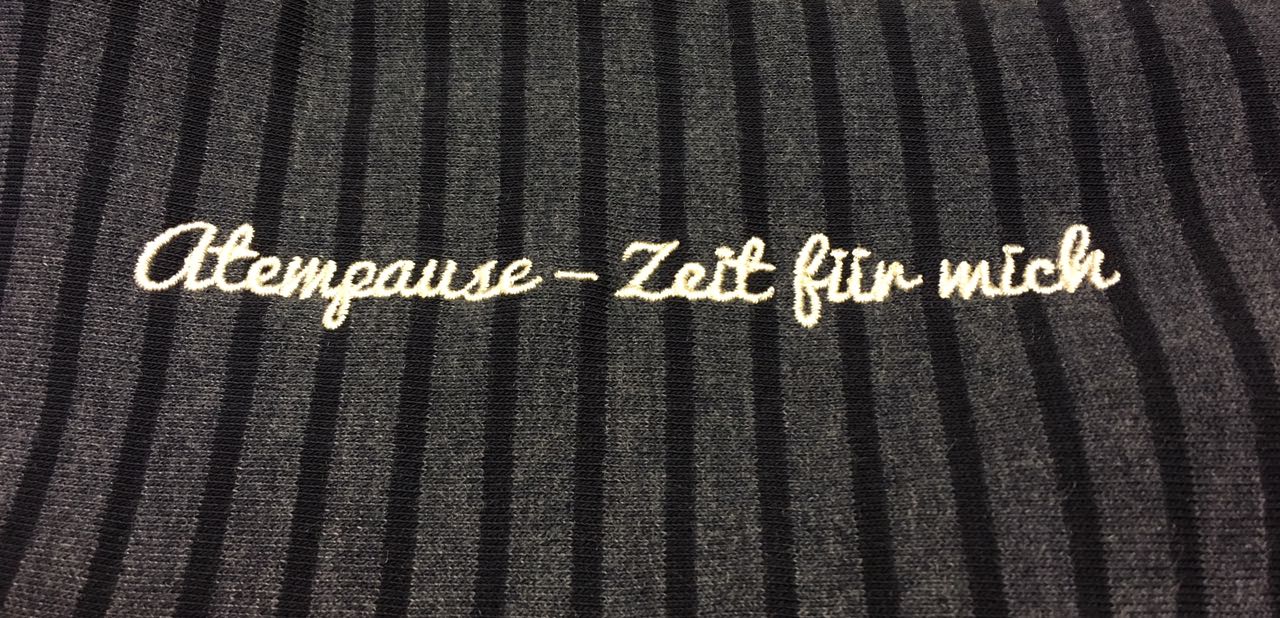 Atempause – Zeit für mich